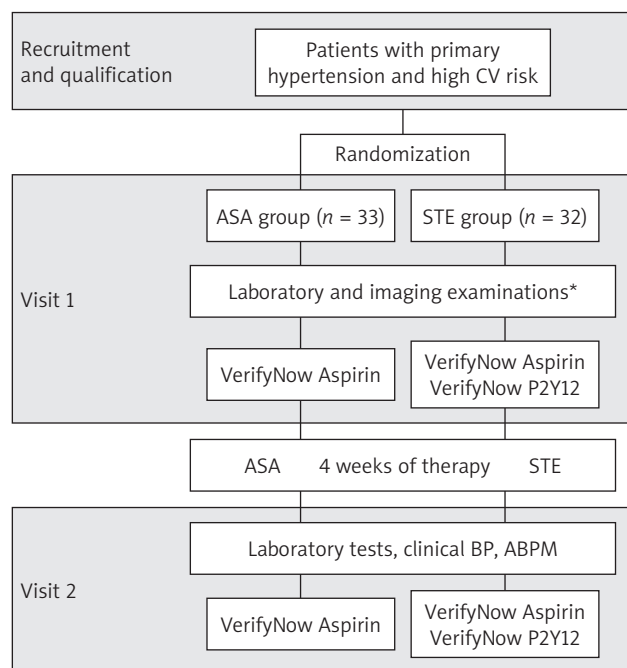 Recruitment
and qualification
Patients with primary
hypertension and high CV risk
Randomization
Visit 1
ASA group (n = 33)
STE group (n = 32)
Laboratory and imaging examinations*
VerifyNow Aspirin
VerifyNow Aspirin
VerifyNow P2Y12
ASA 4 weeks of therapy STE
Visit 2
Laboratory tests, clinical BP, ABPM
VerifyNow Aspirin
VerifyNow Aspirin
VerifyNow P2Y12